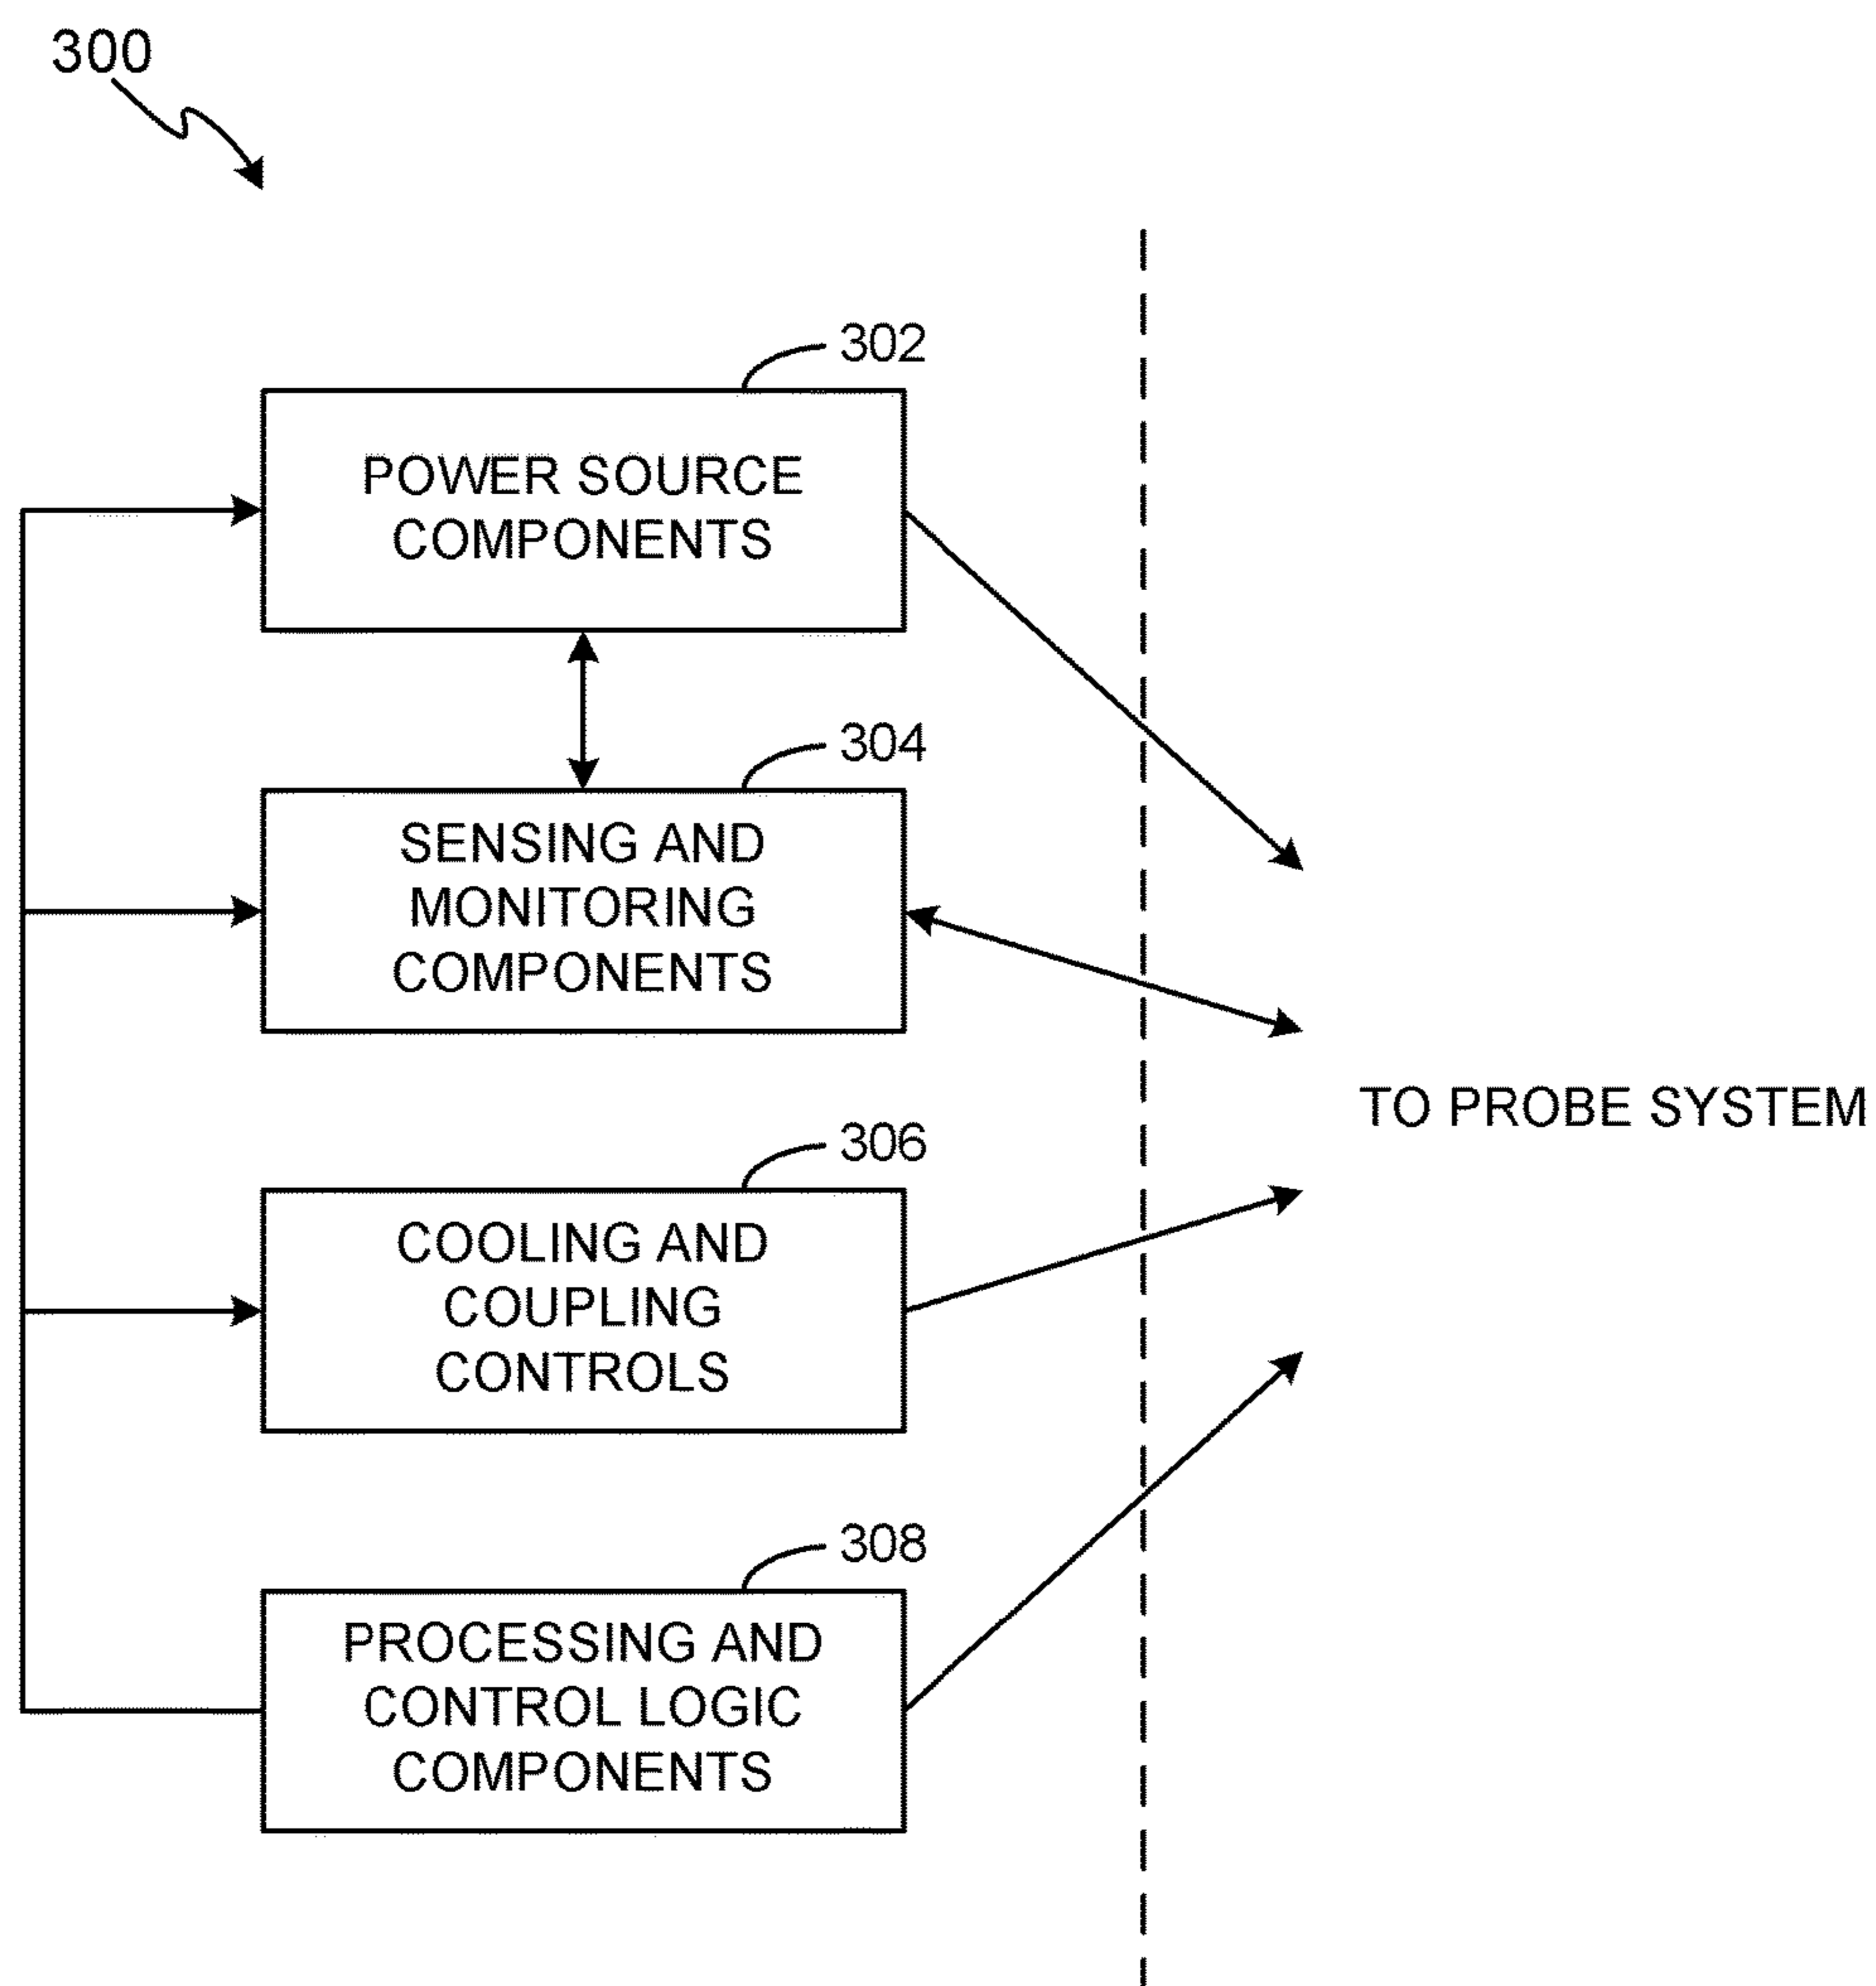 300
302
POWER SOURCE
COMPONENTS
304
SENSING AND
MONITORING
COMPONENTS
TO PROBE SYSTEM
306
COOLING AND
COUPLING
CONTROLS
308
PROCESSING AND
CONTROL LOGIC
COMPONENTS